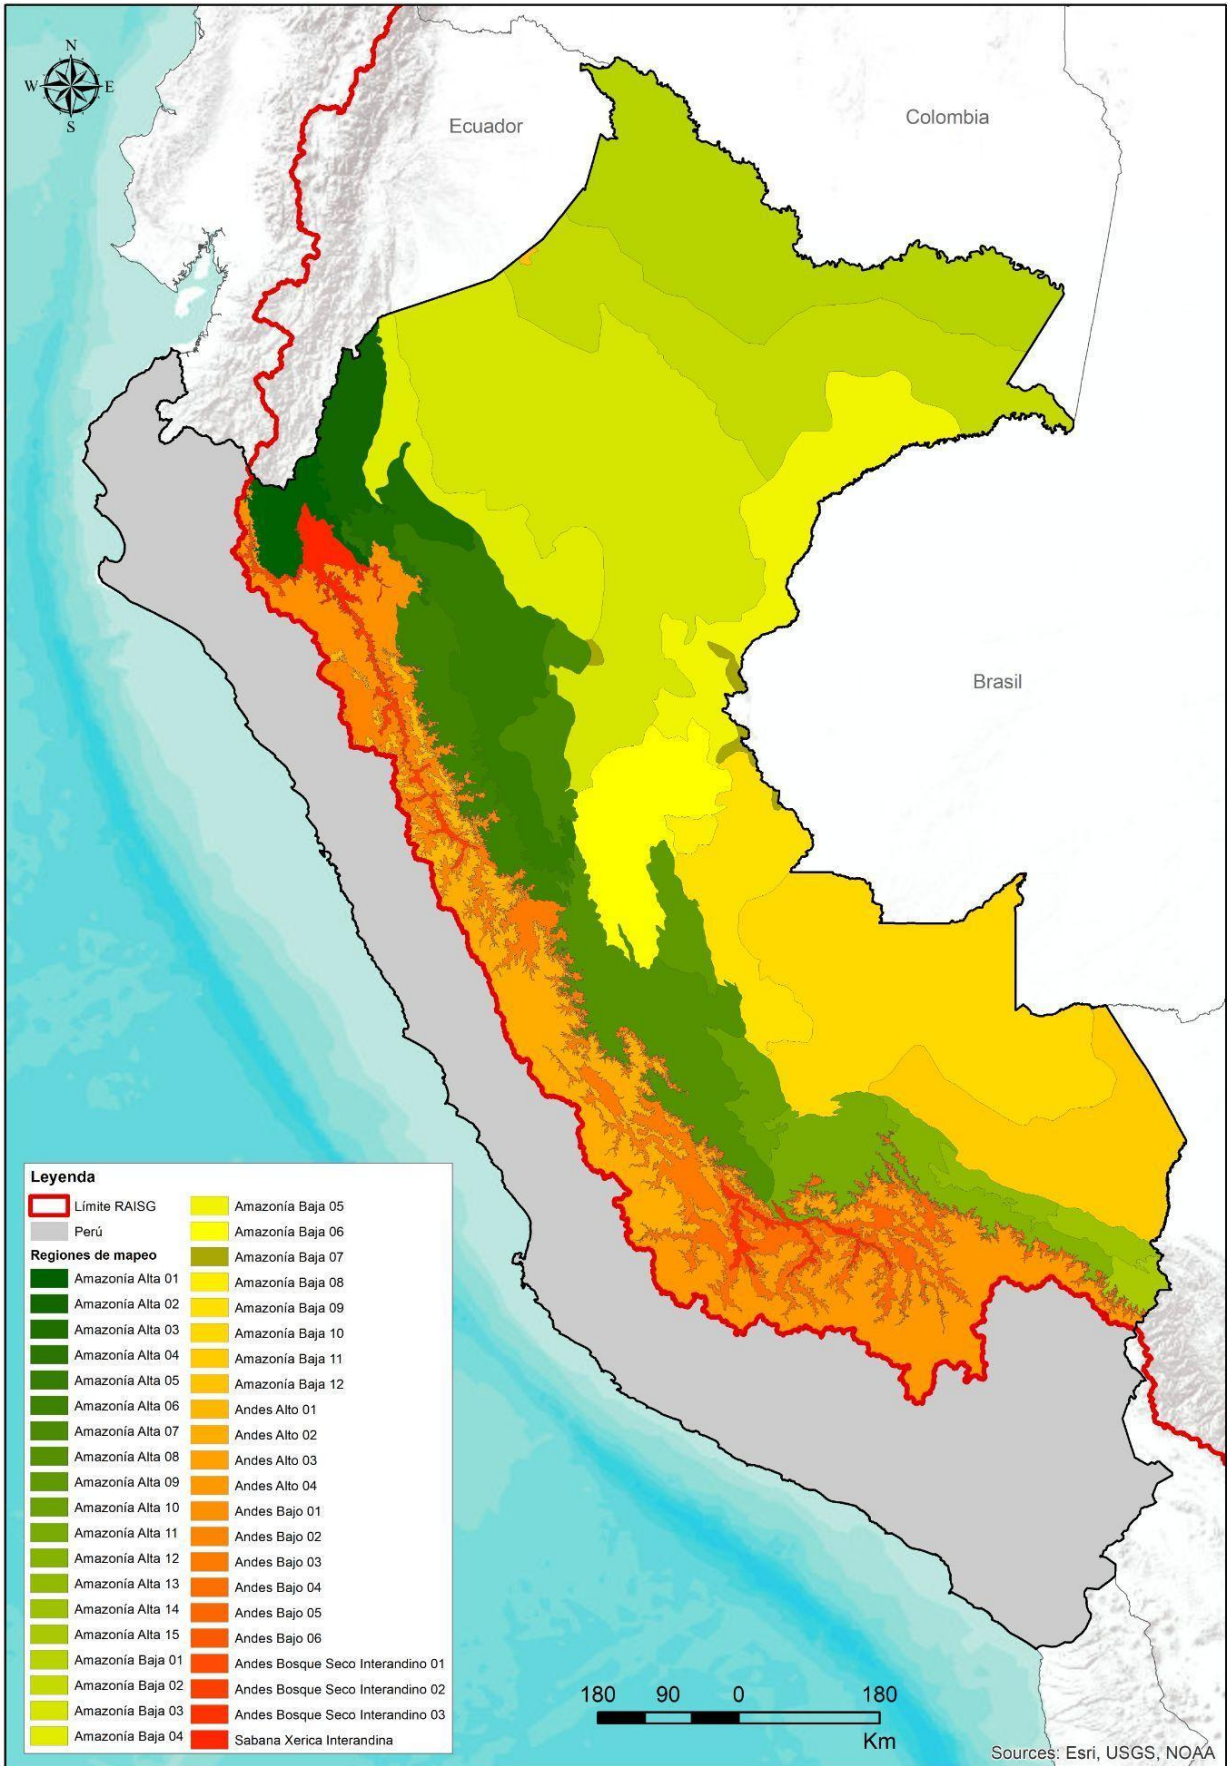 N
W
E
S
Ecuador
Colombia
Brasil
Leyenda
Límite RAISG
Perú
Regiones de mapeo
Amazonía Alta 01
Amazonía Alta 02
Amazonía Alta 03
Amazonía Alta 04
Amazonía Alta 05
Amazonía Alta 06
Amazonía Alta 07
Amazonía Alta 08
Amazonía Alta 09
Amazonía Alta 10
Amazonía Alta 11
Amazonía Alta 12
Amazonía Alta 13
Amazonía Alta 14
Amazonía Alta 15
Amazonía Baja 01
Amazonía Baja 02
Amazonía Baja 03
Amazonía Baja 04
Amazonía Baja 05
Amazonía Baja 06
Amazonía Baja 07
Amazonía Baja 08
Amazonía Baja 09
Amazonía Baja 10
Amazonía Baja 11
Amazonía Baja 12
Andes Alto 01
Andes Alto 02
Andes Alto 03
Andes Alto 04
Andes Bajo 01
Andes Bajo 02
Andes Bajo 03
Andes Bajo 04
Andes Bajo 05
Andes Bajo 06
Andes Bosque Seco Interandino 01
Andes Bosque Seco Interandino 02
Andes Bosque Seco Interandino 03
Sabana Xerica Interandina
180 90 0 180
Km
Sources: Esri, USGS, NOAA